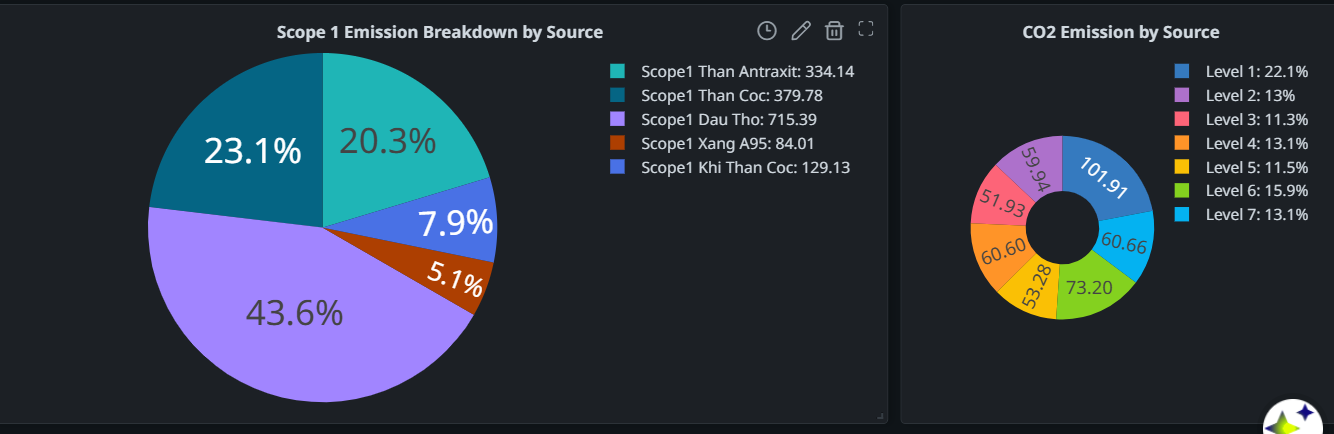 Scope 1 Emission Breakdown by Source
Scope1 Than Antraxit: 334.14
Scope1 Than Coc: 379.78
Scope1 Dau Tho: 715.39
Scope1 Xang A95: 84.01
Scope1 Khi Than Coc: 129.13
23.1%
20.3%
7.9%
5.1%
43.6%
CO2 Emission by Source
Level 1: 22.1%
Level 2: 13%
Level 3: 11.3%
Level 4: 13.1%
Level 5: 11.5%
Level 6: 15.9%
Level 7: 13.1%
59.94
101.91
51.93
60.66
60.60
53.28
73.20